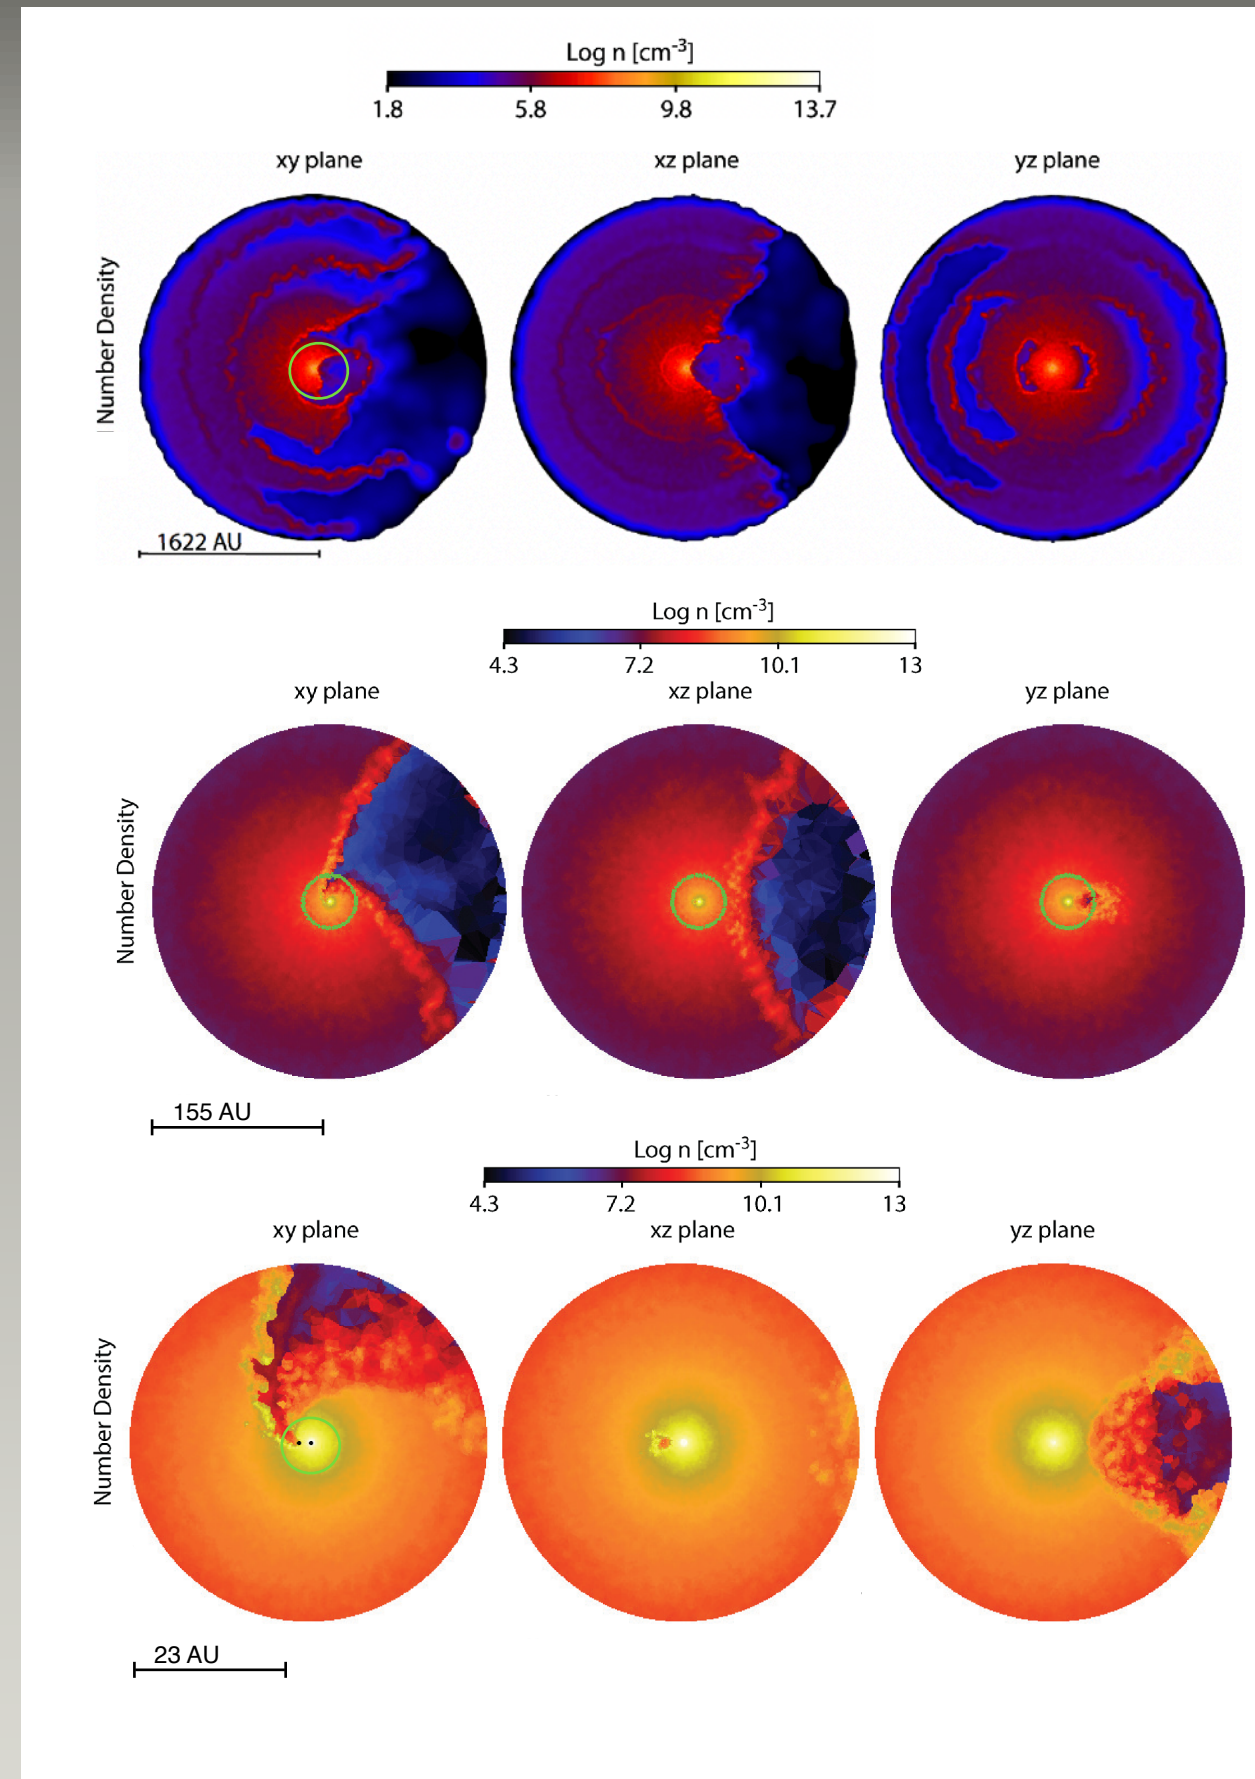 Log n [cm⁻³]
1.8 5.8 9.8 13.7
xy plane xz plane yz plane
Number Density
1622 AU
Log n [cm⁻³]
4.3 7.2 10.1 13
xy plane xz plane yz plane
Number Density
155 AU
Log n [cm⁻³]
4.3 7.2 10.1 13
xy plane xz plane yz plane
Number Density
23 AU